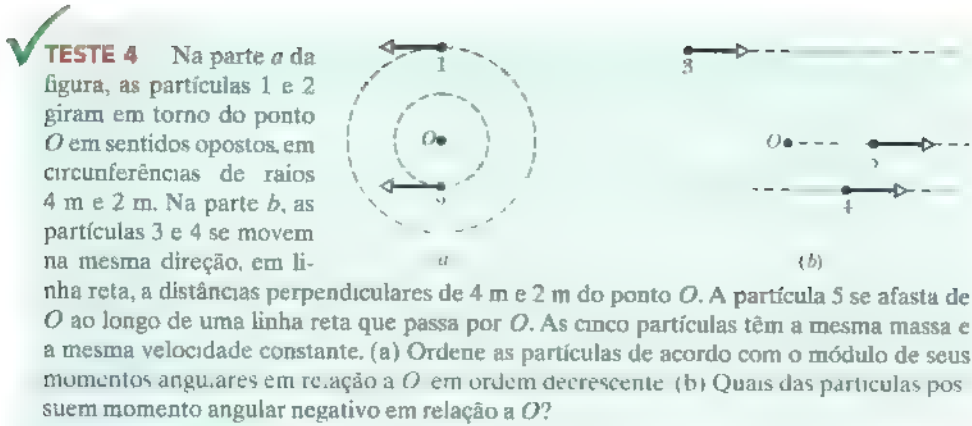 TESTE 4 Na parte a da
figura, as partículas 1 e 2
giram em torno do ponto
O em sentidos opostos, em
circunferências de raios
4 m e 2 m. Na parte b, as
partículas 3 e 4 se movem
na mesma direção, em li-
nha reta, a distâncias perpendiculares de 4 m e 2 m do ponto O. A partícula 5 se afasta de
O ao longo de uma linha reta que passa por O. As cinco partículas têm a mesma massa e
a mesma velocidade constante. (a) Ordene as partículas de acordo com o módulo de seus
momentos angulares em relação a O em ordem decrescente (b) Quais das partículas pos
suem momento angular negativo em relação a O?
1
O
2
a
3
O
4
(b)